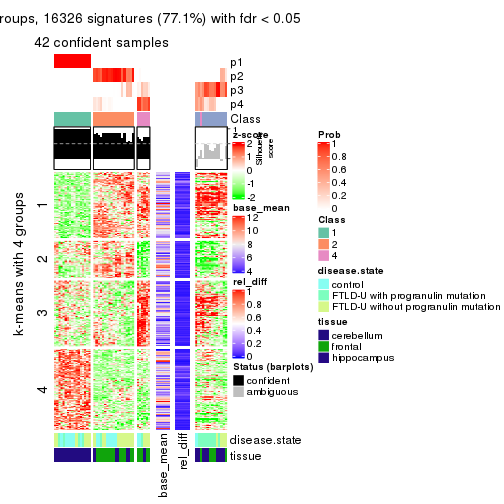 roups, 16326 signatures (77.1%) with fdr < 0.05
42 confident samples
p1
p2
p3
p4
Class
1
Silhouette
score
z-score
2
1
0
-1
-2
base_mean
12
10
8
6
4
rel_diff
1
0.8
0.6
0.4
0.2
0
Status (barplots)
confident
ambiguous
Prob
1
0.8
0.6
0.4
0.2
0
Class
1
2
4
disease.state
control
FTLD-U with progranulin mutation
FTLD-U without progranulin mutation
tissue
cerebellum
frontal
hippocampus
k-means with 4 groups
1
2
3
4
base_mean
rel_diff
disease.state
tissue